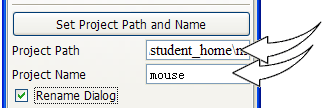 Set Project Path and Name
Project Path student_home\
Project Name mouse
Rename Dialog